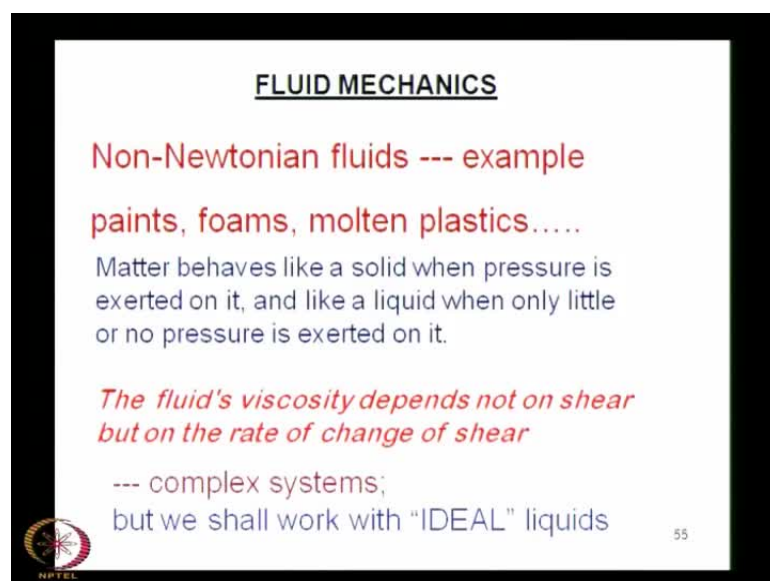 FLUID MECHANICS
Non-Newtonian fluids --- example
paints, foams, molten plastics.....
Matter behaves like a solid when pressure is
exerted on it, and like a liquid when only little
or no pressure is exerted on it.
The fluid's viscosity depends not on shear
but on the rate of change of shear
--- complex systems;
but we shall work with “IDEAL” liquids
55
NPTEL